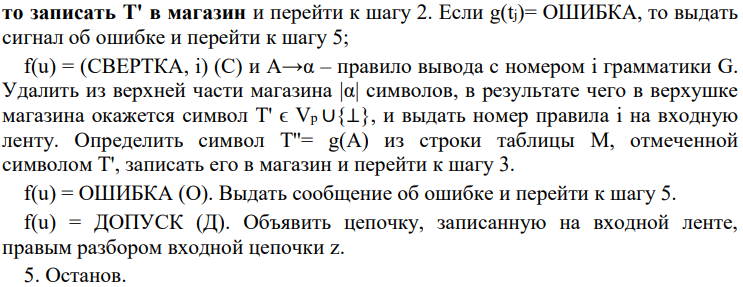 то записать T' в магазин и перейти к шагу 2. Если g(tj)= ОШИБКА, то выдать
сигнал об ошибке и перейти к шагу 5;
f(u) = (СВЕРТКА, i) (С) и A→α – правило вывода с номером i грамматики G.
Удалить из верхней части магазина |α| символов, в результате чего в верхушке
магазина окажется символ T' ϵ Vp ∪{⊥}, и выдать номер правила i на входную
ленту. Определить символ T''= g(A) из строки таблицы M, отмеченной
символом T', записать его в магазин и перейти к шагу 3.
f(u) = ОШИБКА (О). Выдать сообщение об ошибке и перейти к шагу 5.
f(u) = ДОПУСК (Д). Объявить цепочку, записанную на входной ленте,
правым разбором входной цепочки z.
5. Останов.